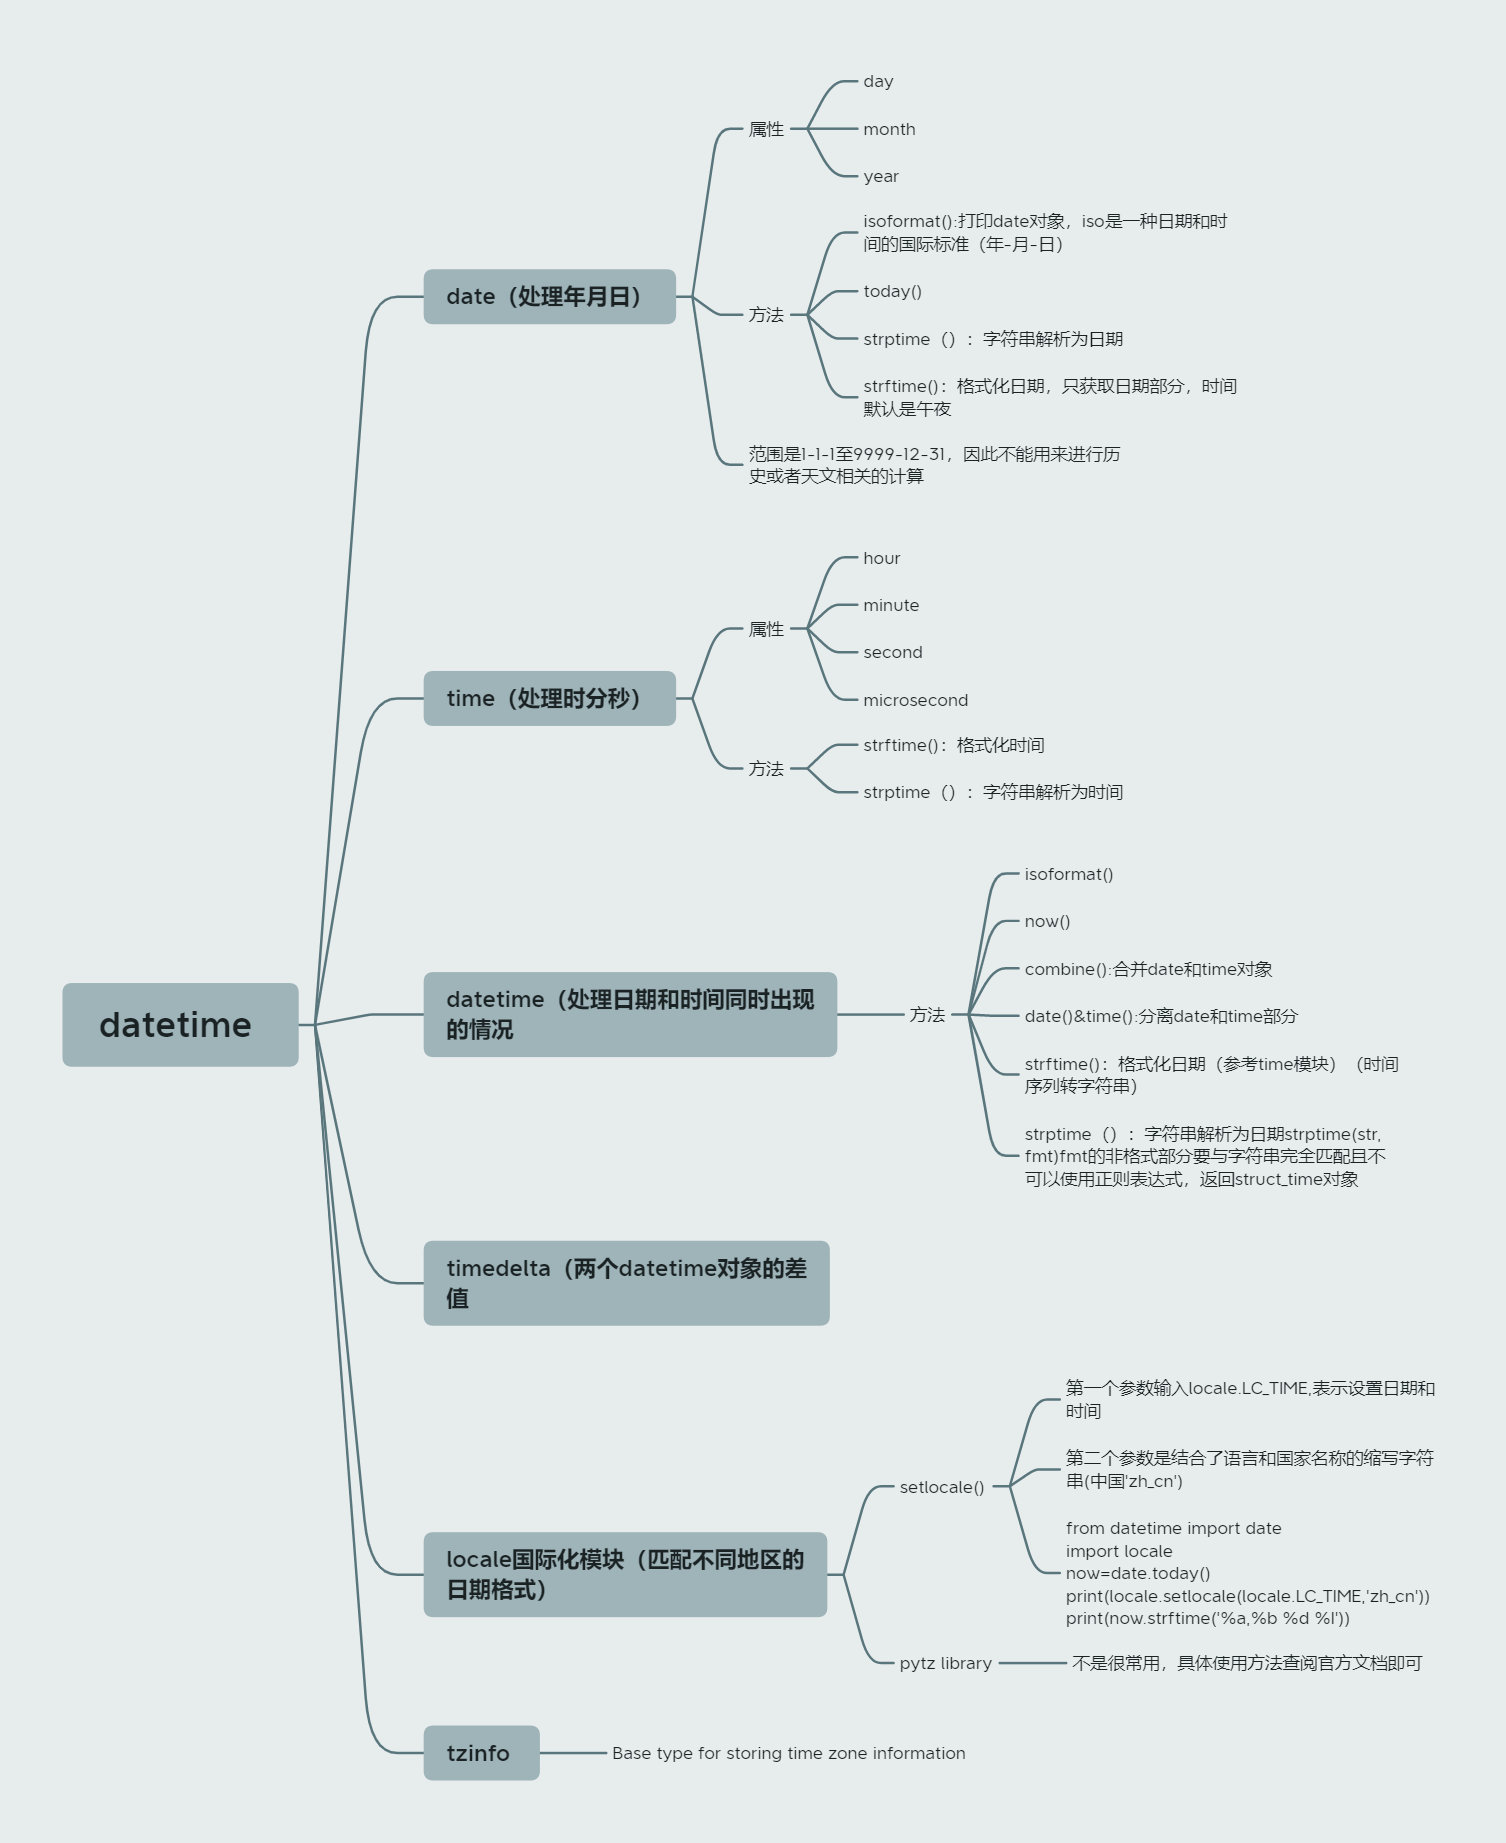 datetime
date（处理年月日）
属性
day
month
year
方法
isoformat():打印date对象，iso是一种日期和时
间的国际标准（年-月-日）
today()
strptime（）：字符串解析为日期
strftime()：格式化日期，只获取日期部分，时间
默认是午夜
范围是1-1-1至9999-12-31，因此不能用来进行历
史或者天文相关的计算
time（处理时分秒）
属性
hour
minute
second
microsecond
方法
strftime()：格式化时间
strptime（）：字符串解析为时间
datetime（处理日期和时间同时出现
的情况
方法
isoformat()
now()
combine():合并date和time对象
date()&time():分离date和time部分
strftime()：格式化日期（参考time模块）（时间
序列转字符串）
strptime（）：字符串解析为日期strptime(str,
fmt)fmt的非格式部分要与字符串完全匹配且不
可以使用正则表达式，返回struct_time对象
timedelta（两个datetime对象的差
值
locale国际化模块（匹配不同地区的
日期格式）
setlocale()
第一个参数输入locale.LC_TIME,表示设置日期和
时间
第二个参数是结合了语言和国家名称的缩写字符
串(中国'zh_cn')
from datetime import date
import locale
now=date.today()
print(locale.setlocale(locale.LC_TIME,'zh_cn'))
print(now.strftime('%a,%b %d %I'))
pytz library
不是很常用，具体使用方法查阅官方文档即可
tzinfo
Base type for storing time zone information